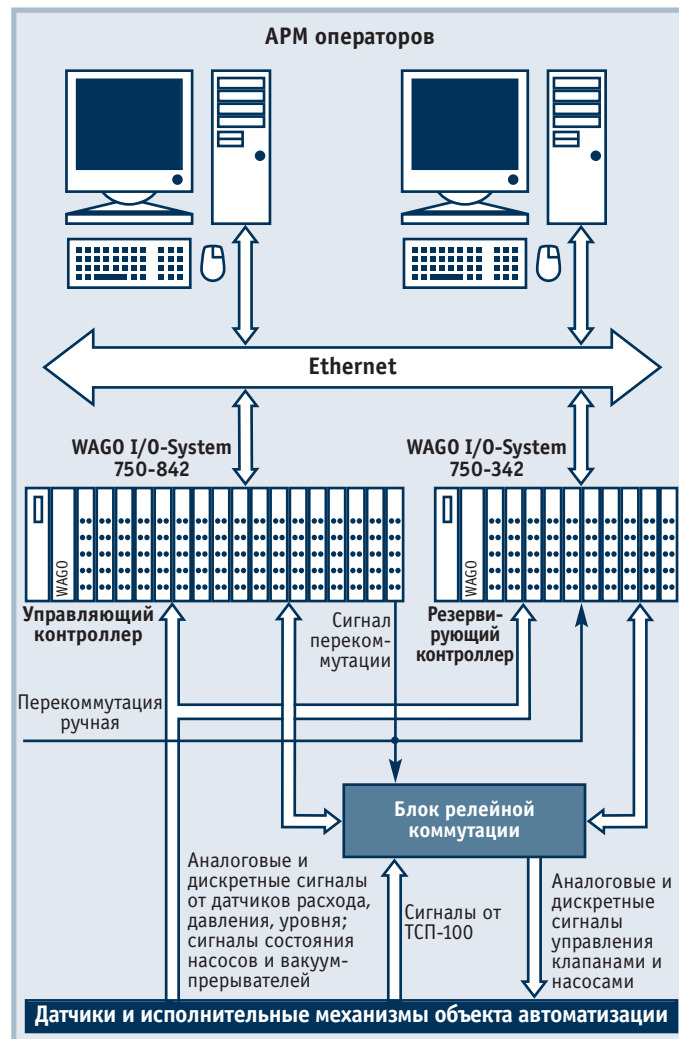 АРМ операторов
Ethernet
WAGO I/O-System
750-842
WAGO I/O-System
750-342
WAGO
WAGO
Управляющий
контроллер
Сигнал
переком-
мутации
Резерви-
рующий
контроллер
Перекоммутация
ручная
Блок релейной
коммутации
Аналоговые и
дискретные сигналы
от датчиков расхода,
давления, уровня;
сигналы состояния
насосов и вакуум-
прерывателей
Сигналы от
ТСП-100
Аналоговые и
дискретные
сигналы
управления
клапанами и
насосами
Датчики и исполнительные механизмы объекта автоматизации